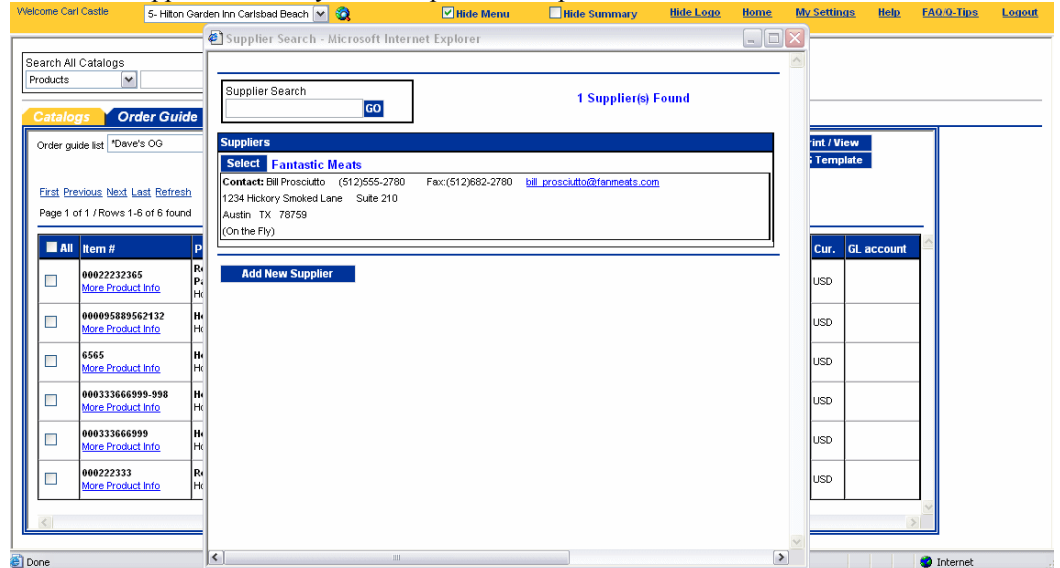 Welcome Carl Castle 5- Hilton Garden Inn Carlsbad Beach Hide Menu Hide Summary Hide Logo Home My Settings Help FAQ/Q-Tips Logout
Supplier Search - Microsoft Internet Explorer
Search All Catalogs
Products
Supplier Search
GO
1 Supplier(s) Found
Catalogs Order Guide
Order guide list *Dave's OG
Suppliers
int / View
Template
Select Fantastic Meats
Contact: Bill Prosciutto (512)555-2780 Fax:(512)682-2780 bill_prosciutto@fanmeats.com
1234 Hickory Smoked Lane Suite 210
Austin TX 78759
(On the Fly)
First Previous Next Last Refresh
Page 1 of 1 / Rows 1-6 of 6 found
Add New Supplier
All Item # P Cur. GL account
00022232365
More Product Info
USD
000095889562132
More Product Info
USD
6565
More Product Info
USD
000333666999-998
More Product Info
USD
000333666999
More Product Info
USD
000222333
More Product Info
USD
Done
Internet